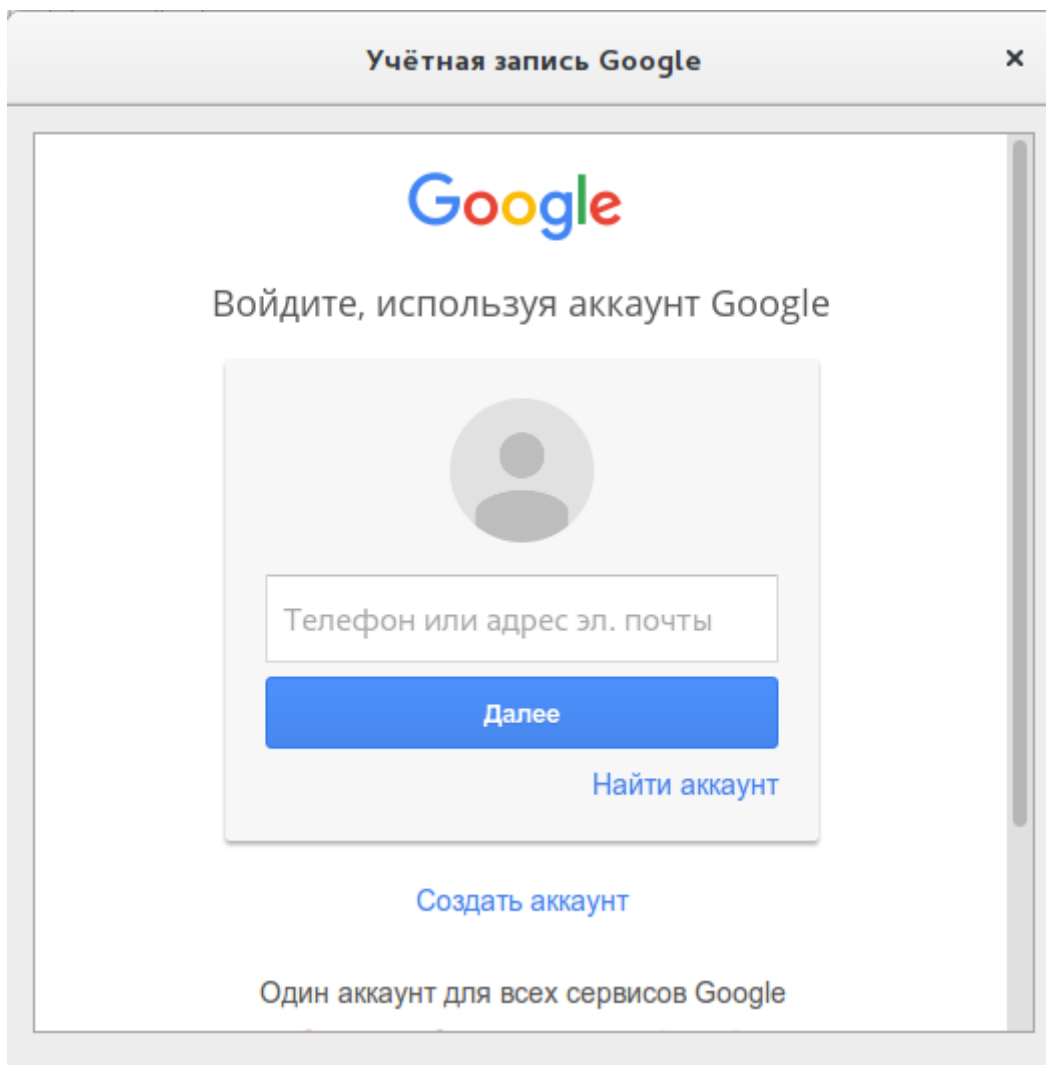 Учётная запись Google
Google
Войдите, используя аккаунт Google
Телефон или адрес эл. почты
Далее
Найти аккаунт
Создать аккаунт
Один аккаунт для всех сервисов Google